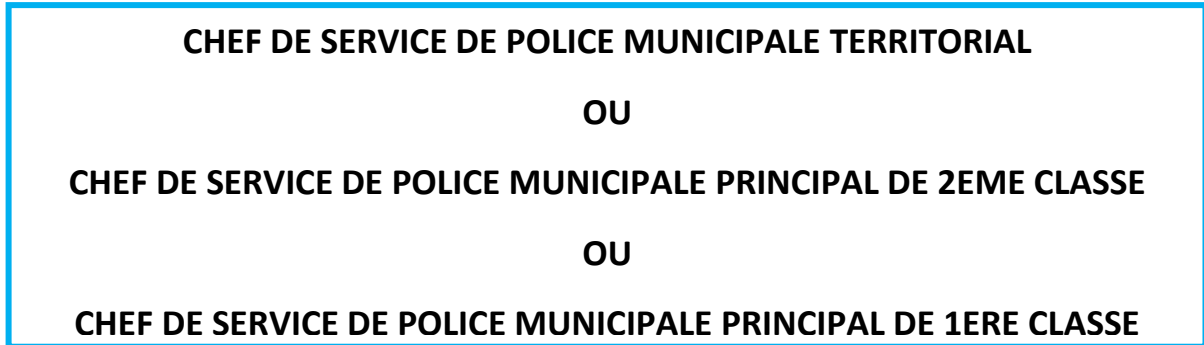 CHEF DE SERVICE DE POLICE MUNICIPALE TERRITORIAL
OU
CHEF DE SERVICE DE POLICE MUNICIPALE PRINCIPAL DE 2EME CLASSE
OU
CHEF DE SERVICE DE POLICE MUNICIPALE PRINCIPAL DE 1ERE CLASSE